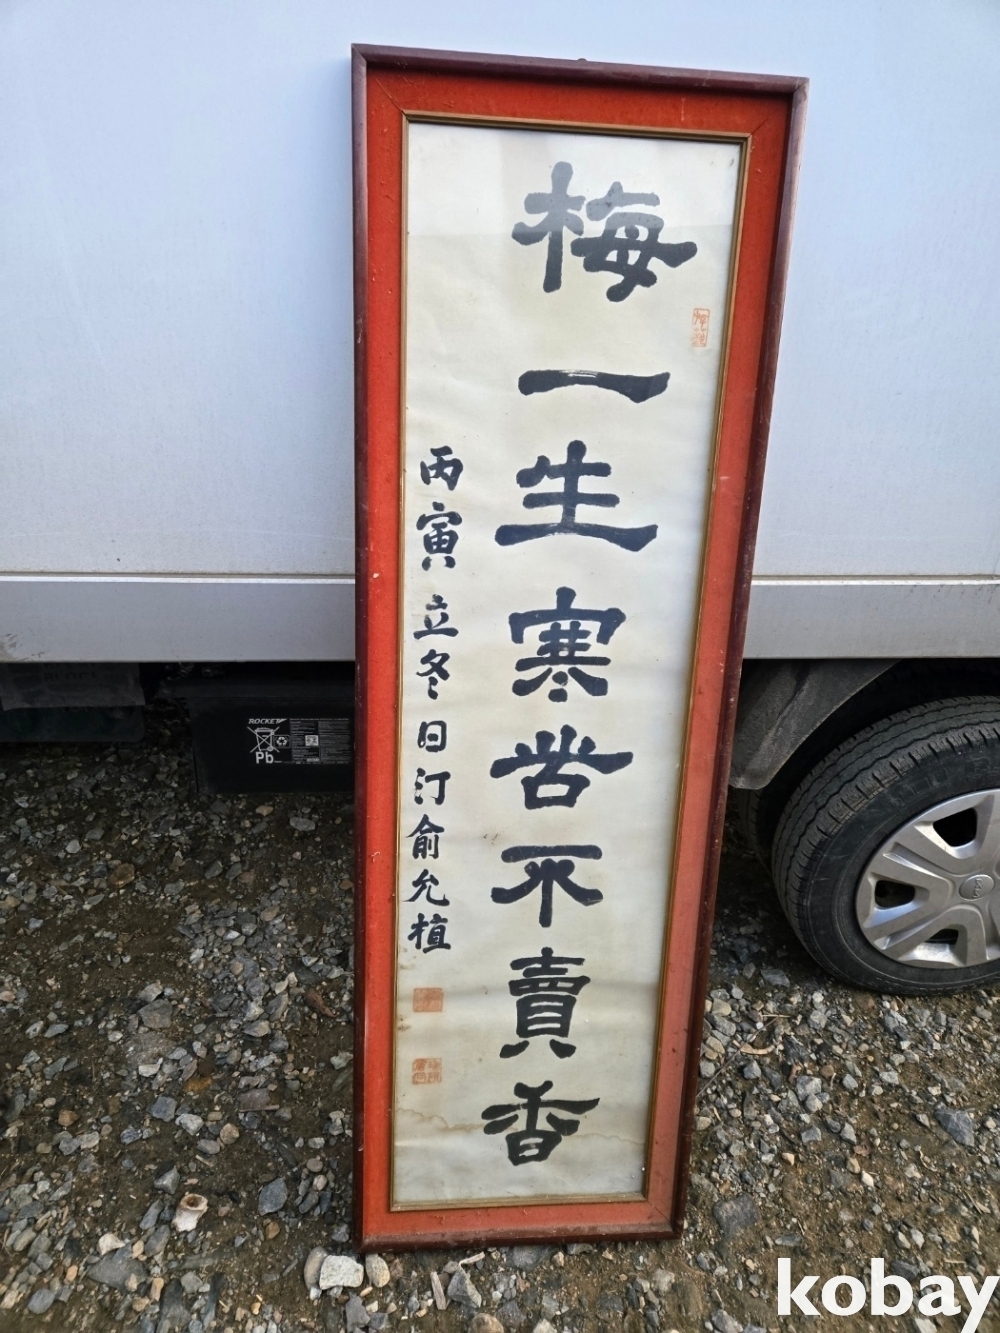 梅一生寒苦不賣香
丙寅立冬日汀俞允植
ROCKET
Pb
kobay